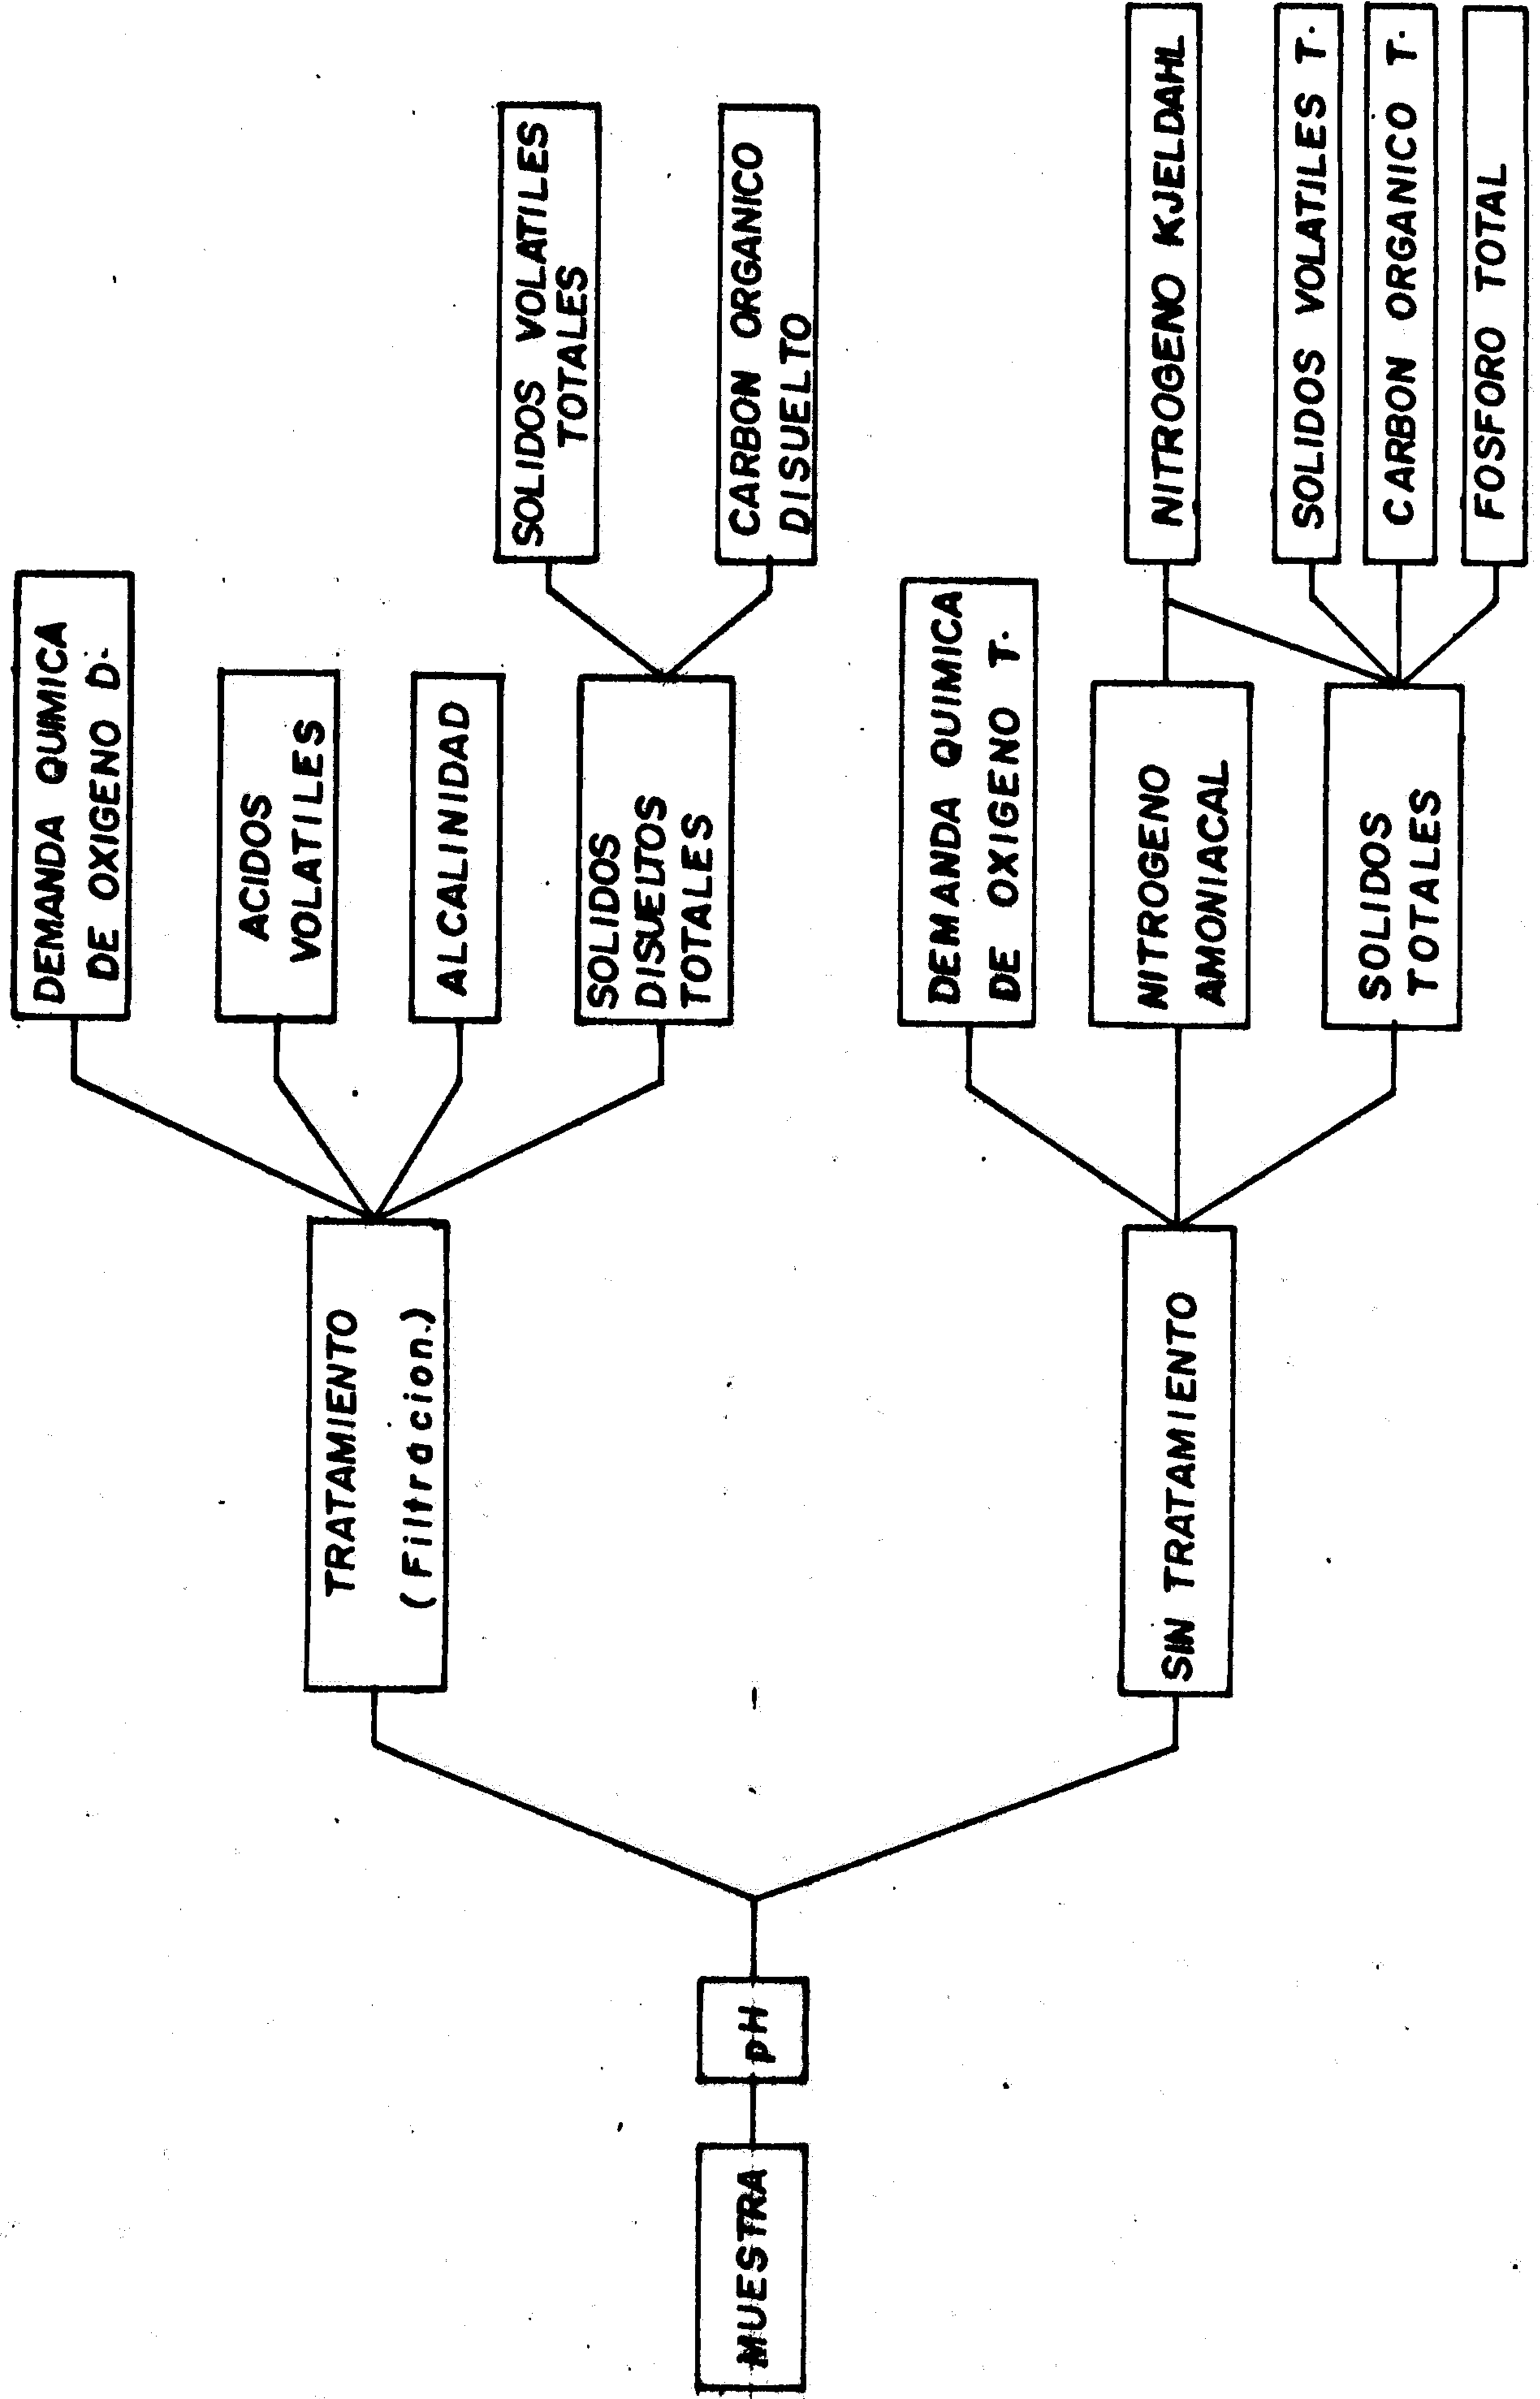 MUESTRA
pH
TRATAMIENTO
(Filtracion.)
DEMANDA QUIMICA
DE OXIGENO D.
ACIDOS
VOLATILES
ALCALINIDAD
SOLIDOS
DISUELTOS
TOTALES
SOLIDOS VOLATILES
TOTALES
CARBON ORGANICO
DISUELTO
SIN TRATAMIENTO
DEMANDA QUIMICA
DE OXIGENO T.
NITROGENO
AMONIACAL
SOLIDOS
TOTALES
NITROGENO KJELDAHL
SOLIDOS VOLATILES T.
CARBON ORGANICO T.
FOSFORO TOTAL